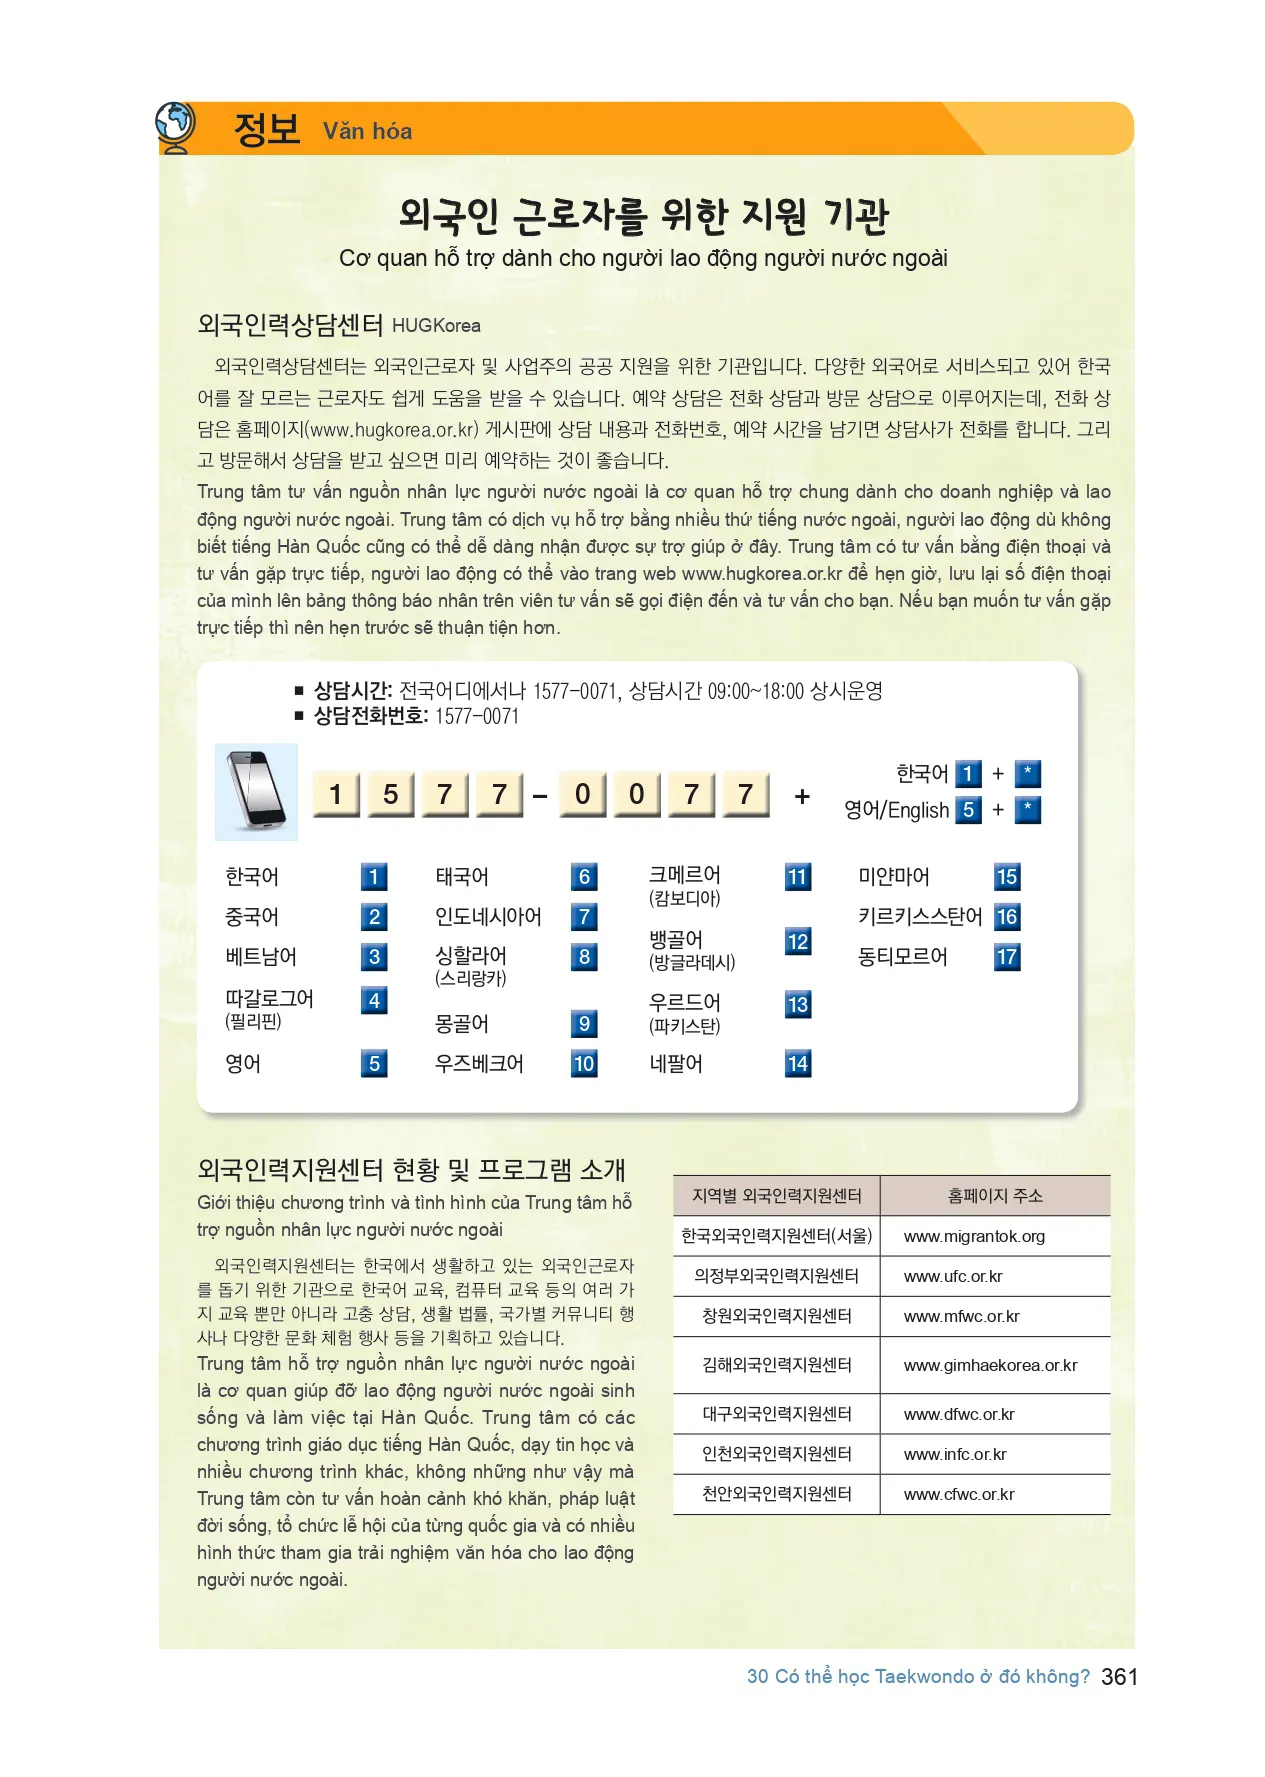 정보 Văn hóa
외국인 근로자를 위한 지원 기관
Cơ quan hỗ trợ dành cho người lao động người nước ngoài
외국인력상담센터 HUGKorea
외국인력상담센터는 외국인근로자 및 사업주의 공공 지원을 위한 기관입니다. 다양한 외국어로 서비스되고 있어 한국
어를 잘 모르는 근로자도 쉽게 도움을 받을 수 있습니다. 예약 상담은 전화 상담과 방문 상담으로 이루어지는데, 전화 상
담은 홈페이지(www.hugkorea.or.kr) 게시판에 상담 내용과 전화번호, 예약 시간을 남기면 상담사가 전화를 합니다. 그리
고 방문해서 상담을 받고 싶으면 미리 예약하는 것이 좋습니다.
Trung tâm tư vấn nguồn nhân lực người nước ngoài là cơ quan hỗ trợ chung dành cho doanh nghiệp và lao
động người nước ngoài. Trung tâm có dịch vụ hỗ trợ bằng nhiều thứ tiếng nước ngoài, người lao động dù không
biết tiếng Hàn Quốc cũng có thể dễ dàng nhận được sự trợ giúp ở đây. Trung tâm có tư vấn bằng điện thoại và
tư vấn gặp trực tiếp, người lao động có thể vào trang web www.hugkorea.or.kr để hẹn giờ, lưu lại số điện thoại
của mình lên bảng thông báo nhân trên viên tư vấn sẽ gọi điện đến và tư vấn cho bạn. Nếu bạn muốn tư vấn gặp
trực tiếp thì nên hẹn trước sẽ thuận tiện hơn.
■ 상담시간: 전국어디에서나 1577-0071, 상담시간 09:00~18:00 상시운영
■ 상담전화번호: 1577-0071
1 5 7 7 - 0 0 7 7 +
한국어 1 + *
영어/English 5 + *
한국어 1
중국어 2
베트남어 3
따갈로그어 4
(필리핀)
영어 5
태국어 6
인도네시아어 7
싱할라어 8
(스리랑카)
몽골어 9
우즈베크어 10
크메르어 11
(캄보디아)
뱅골어 12
(방글라데시)
우르드어 13
(파키스탄)
네팔어 14
미얀마어 15
키르키스스탄어 16
동티모르어 17
외국인력지원센터 현황 및 프로그램 소개
Giới thiệu chương trình và tình hình của Trung tâm hỗ
trợ nguồn nhân lực người nước ngoài
외국인력지원센터는 한국에서 생활하고 있는 외국인근로자
를 돕기 위한 기관으로 한국어 교육, 컴퓨터 교육 등의 여러 가
지 교육 뿐만 아니라 고충 상담, 생활 법률, 국가별 커뮤니티 행
사나 다양한 문화 체험 행사 등을 기획하고 있습니다.
Trung tâm hỗ trợ nguồn nhân lực người nước ngoài
là cơ quan giúp đỡ lao động người nước ngoài sinh
sống và làm việc tại Hàn Quốc. Trung tâm có các
chương trình giáo dục tiếng Hàn Quốc, dạy tin học và
nhiều chương trình khác, không những như vậy mà
Trung tâm còn tư vấn hoàn cảnh khó khăn, pháp luật
đời sống, tổ chức lễ hội của từng quốc gia và có nhiều
hình thức tham gia trải nghiệm văn hóa cho lao động
người nước ngoài.
지역별 외국인력지원센터 홈페이지 주소
한국외국인력지원센터(서울) www.migrantok.org
의정부외국인력지원센터 www.ufc.or.kr
창원외국인력지원센터 www.mfwc.or.kr
김해외국인력지원센터 www.gimhaekorea.or.kr
대구외국인력지원센터 www.dfwc.or.kr
인천외국인력지원센터 www.infc.or.kr
천안외국인력지원센터 www.cfwc.or.kr
30 Có thể học Taekwondo ở đó không? 361